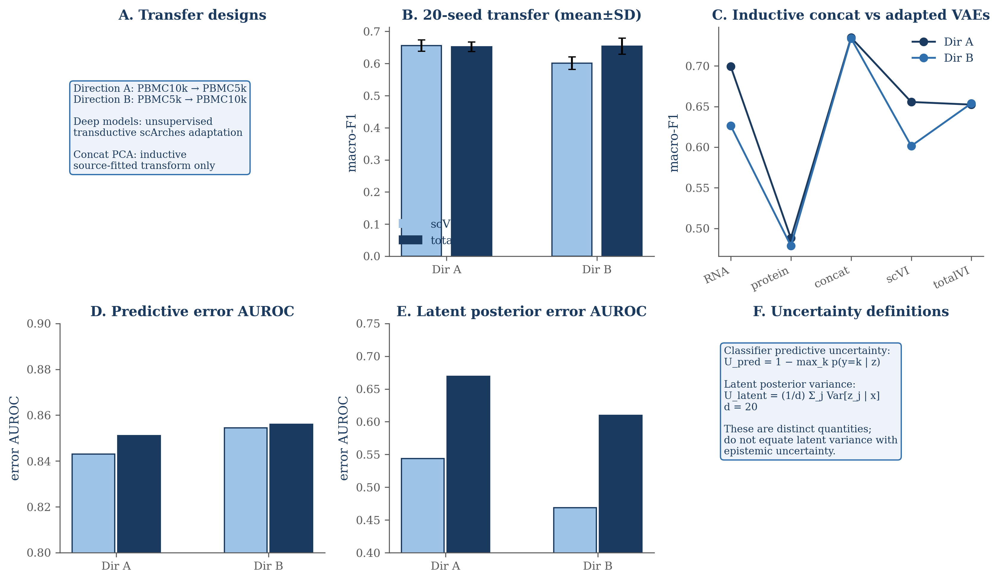 A. Transfer designs
Direction A: PBMC10k → PBMC5k
Direction B: PBMC5k → PBMC10k
Deep models: unsupervised
transductive scArches adaptation
Concat PCA: inductive
source-fitted transform only
B. 20-seed transfer (mean±SD)
macro-F1
0.7
0.6
0.5
0.4
0.3
0.2
0.1
0.0
scV
tota
Dir A
Dir B
C. Inductive concat vs adapted VAEs
macro-F1
0.70
0.65
0.60
0.55
0.50
Dir A
Dir B
RNA
protein
concat
scVI
totalVI
D. Predictive error AUROC
error AUROC
0.90
0.88
0.86
0.84
0.82
0.80
Dir A
Dir B
E. Latent posterior error AUROC
error AUROC
0.75
0.70
0.65
0.60
0.55
0.50
0.45
0.40
Dir A
Dir B
F. Uncertainty definitions
Classifier predictive uncertainty:
U_pred = 1 − max_k p(y=k | z)
Latent posterior variance:
U_latent = (1/d) Σ_j Var[z_j | x]
d = 20
These are distinct quantities;
do not equate latent variance with
epistemic uncertainty.